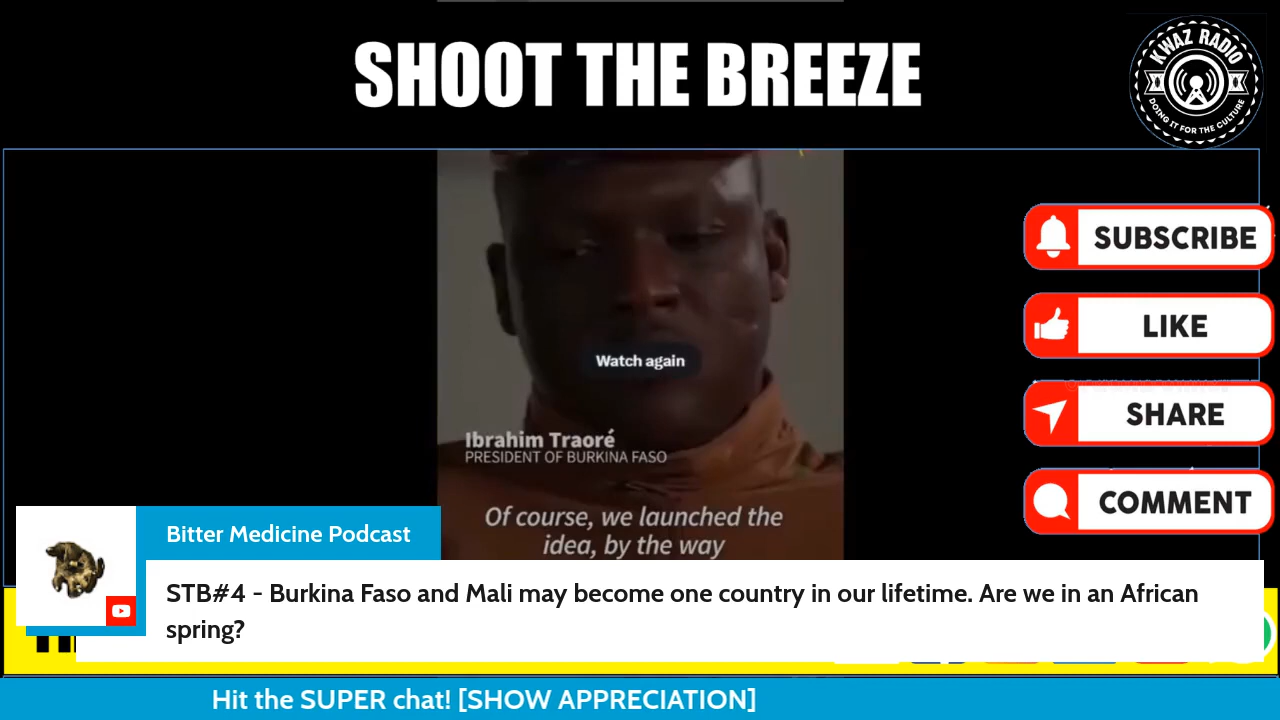 SHOOT THE BREEZE
KWAZ RADIO
DOING IT FOR THE CULTURE
SUBSCRIBE
LIKE
Watch again
SHARE
Ibrahim Traoré
PRESIDENT OF BURKINA FASO
COMMENT
Of course, we launched the
idea, by the way
Bitter Medicine Podcast
STB#4 - Burkina Faso and Mali may become one country in our lifetime. Are we in an African
spring?
Hit the SUPER chat! [SHOW APPRECIATION]